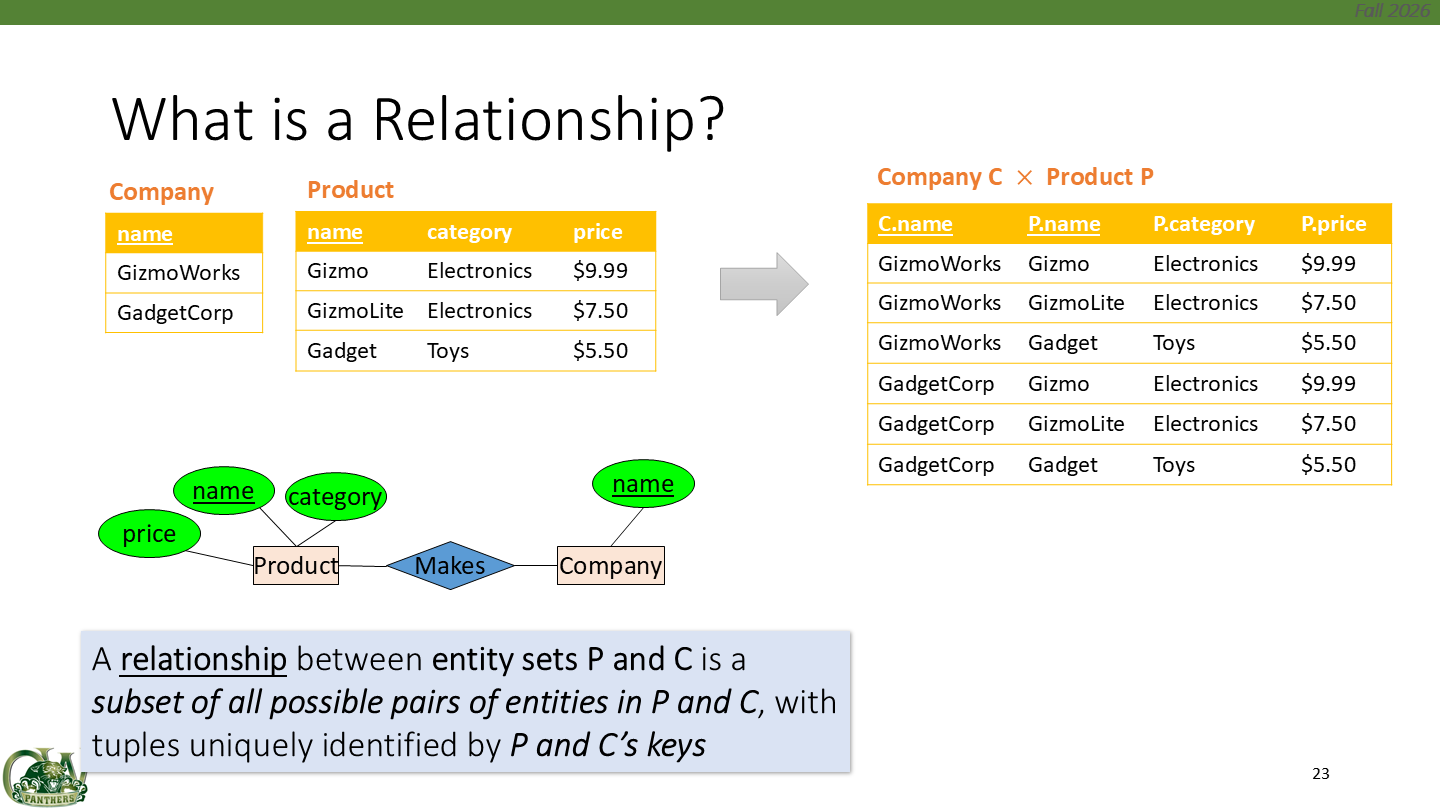 Fall 2026
What is a Relationship?
Company
name
GizmoWorks
GadgetCorp
Product
name category price
Gizmo Electronics $9.99
GizmoLite Electronics $7.50
Gadget Toys $5.50
Company C × Product P
C.name P.name P.category P.price
GizmoWorks Gizmo Electronics $9.99
GizmoWorks GizmoLite Electronics $7.50
GizmoWorks Gadget Toys $5.50
GadgetCorp Gizmo Electronics $9.99
GadgetCorp GizmoLite Electronics $7.50
GadgetCorp Gadget Toys $5.50
price
name
category
Product
Makes
Company
name
A relationship between entity sets P and C is a
subset of all possible pairs of entities in P and C, with
tuples uniquely identified by P and C’s keys
PANTHERS
23